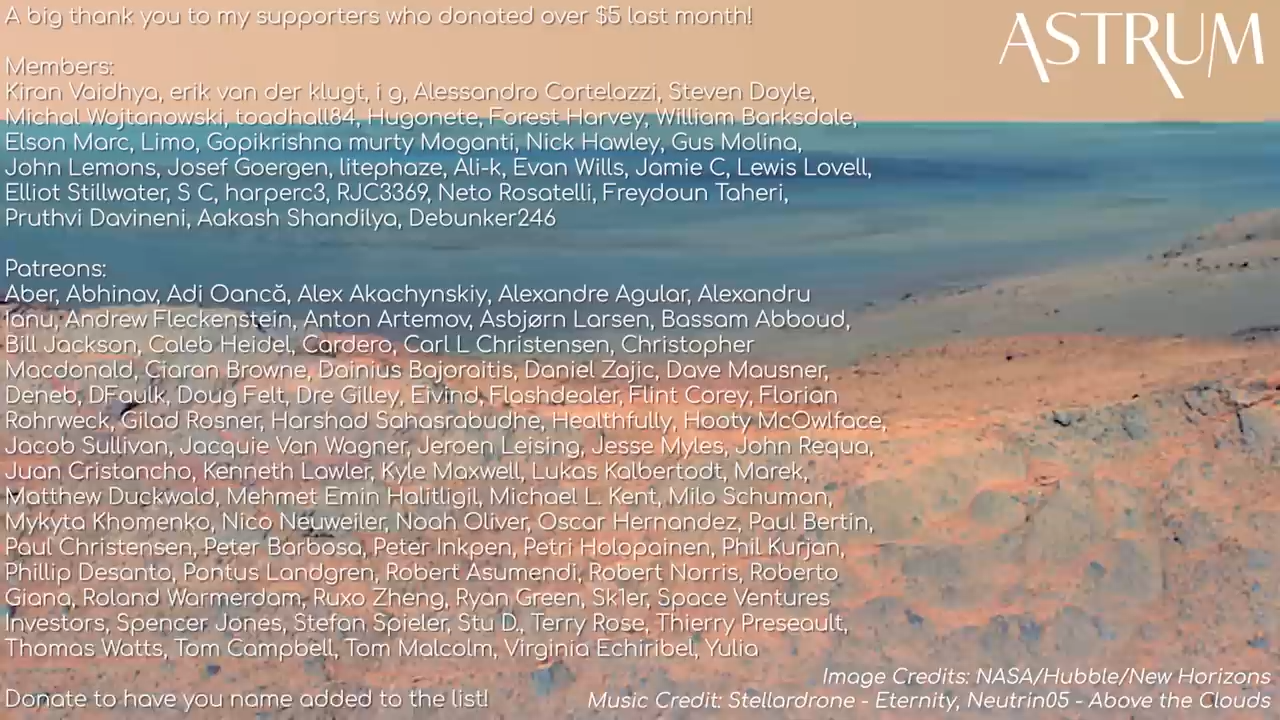 A big thank you to my supporters who donated over $5 last month!
ASTRUM
Members:
Kiran Vaidhya, erik van der klugt, i g, Alessandro Cortelazzi, Steven Doyle,
Michal Wojtanowski, toadhall84, Hugonete, Forest Harvey, William Barksdale,
Elson Marc, Limo, Gopikrishna murty Moganti, Nick Hawley, Gus Molina,
John Lemons, Josef Goergen, litephaze, Ali-k, Evan Wills, Jamie C, Lewis Lovell,
Elliot Stillwater, S C, harperc3, RJC3369, Neto Rosatelli, Freydoun Taheri,
Pruthvi Davineni, Aakash Shandilya, Debunker246
Patreons:
Aber, Abhinav, Adi Oancă, Alex Akachynskiy, Alexandre Agular, Alexandru
Ianu, Andrew Fleckenstein, Anton Artemov, Asbjørn Larsen, Bassam Abboud,
Bill Jackson, Caleb Heidel, Cardero, Carl L Christensen, Christopher
Macdonald, Ciaran Browne, Dainius Bajoraitis, Daniel Zajic, Dave Mausner,
Deneb, DFaulk, Doug Felt, Dre Gilley, Eivind, Flashdealer, Flint Corey, Florian
Rohrweck, Gilad Rosner, Harshad Sahasrabudhe, Healthfully, Hooty McOwlface,
Jacob Sullivan, Jacquie Van Wagner, Jeroen Leising, Jesse Myles, John Requa,
Juan Cristancho, Kenneth Lawler, Kyle Maxwell, Lukas Kalbertodt, Marek,
Matthew Duckwald, Mehmet Emin Halitligil, Michael L. Kent, Milo Schuman,
Mykyta Khomenko, Nico Neuweiler, Noah Oliver, Oscar Hernandez, Paul Bertin,
Paul Christensen, Peter Barbosa, Peter Inkpen, Petri Holopainen, Phil Kurjan,
Phillip Desanto, Pontus Landgren, Robert Asumendi, Robert Norris, Roberto
Giana, Roland Warmerdam, Ruxo Zheng, Ryan Green, Sk1er, Space Ventures
Investors, Spencer Jones, Stefan Spieler, Stu D., Terry Rose, Thierry Preseault,
Thomas Watts, Tom Campbell, Tom Malcolm, Virginia Echiribel, Yulia
Image Credits: NASA/Hubble/New Horizons
Donate to have you name added to the list!
Music Credit: Stellardrone - Eternity, Neutrin05 - Above the Clouds